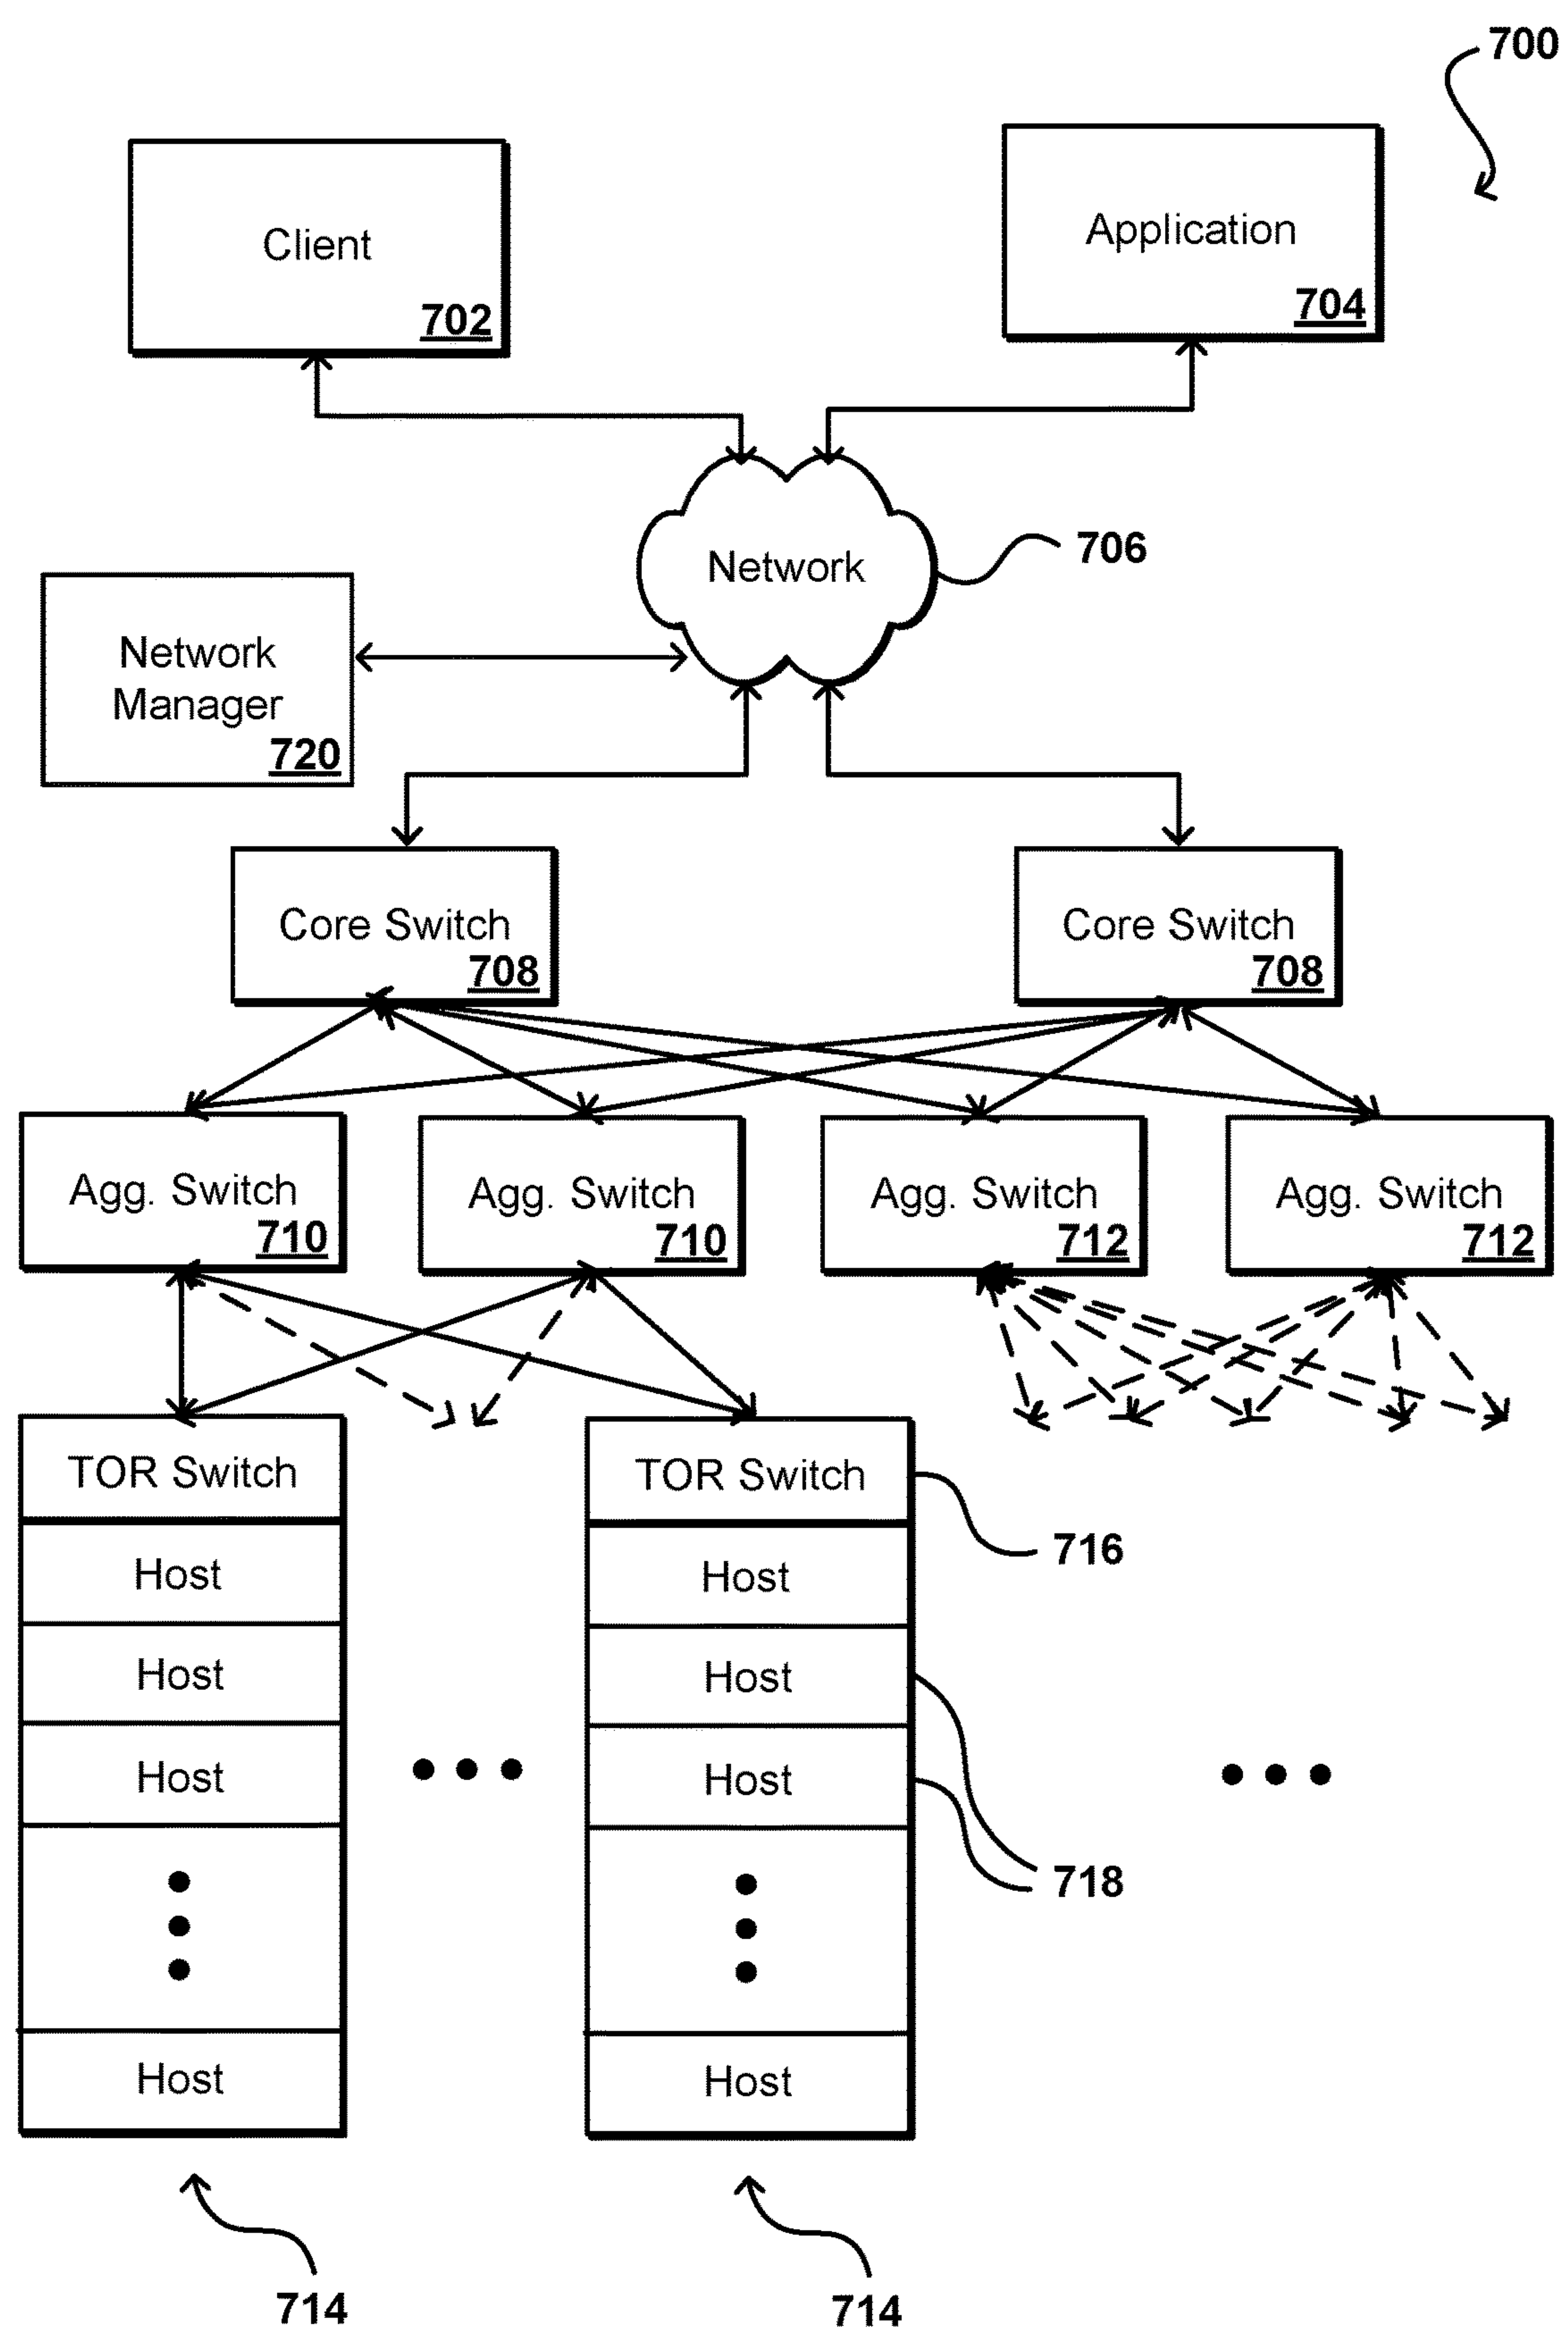 700
Client
702
Application
704
Network
706
Network
Manager
720
Core Switch
708
Core Switch
708
Agg. Switch
710
Agg. Switch
710
Agg. Switch
712
Agg. Switch
712
TOR Switch
Host
Host
Host
Host
TOR Switch
Host
Host
Host
Host
716
718
714
714